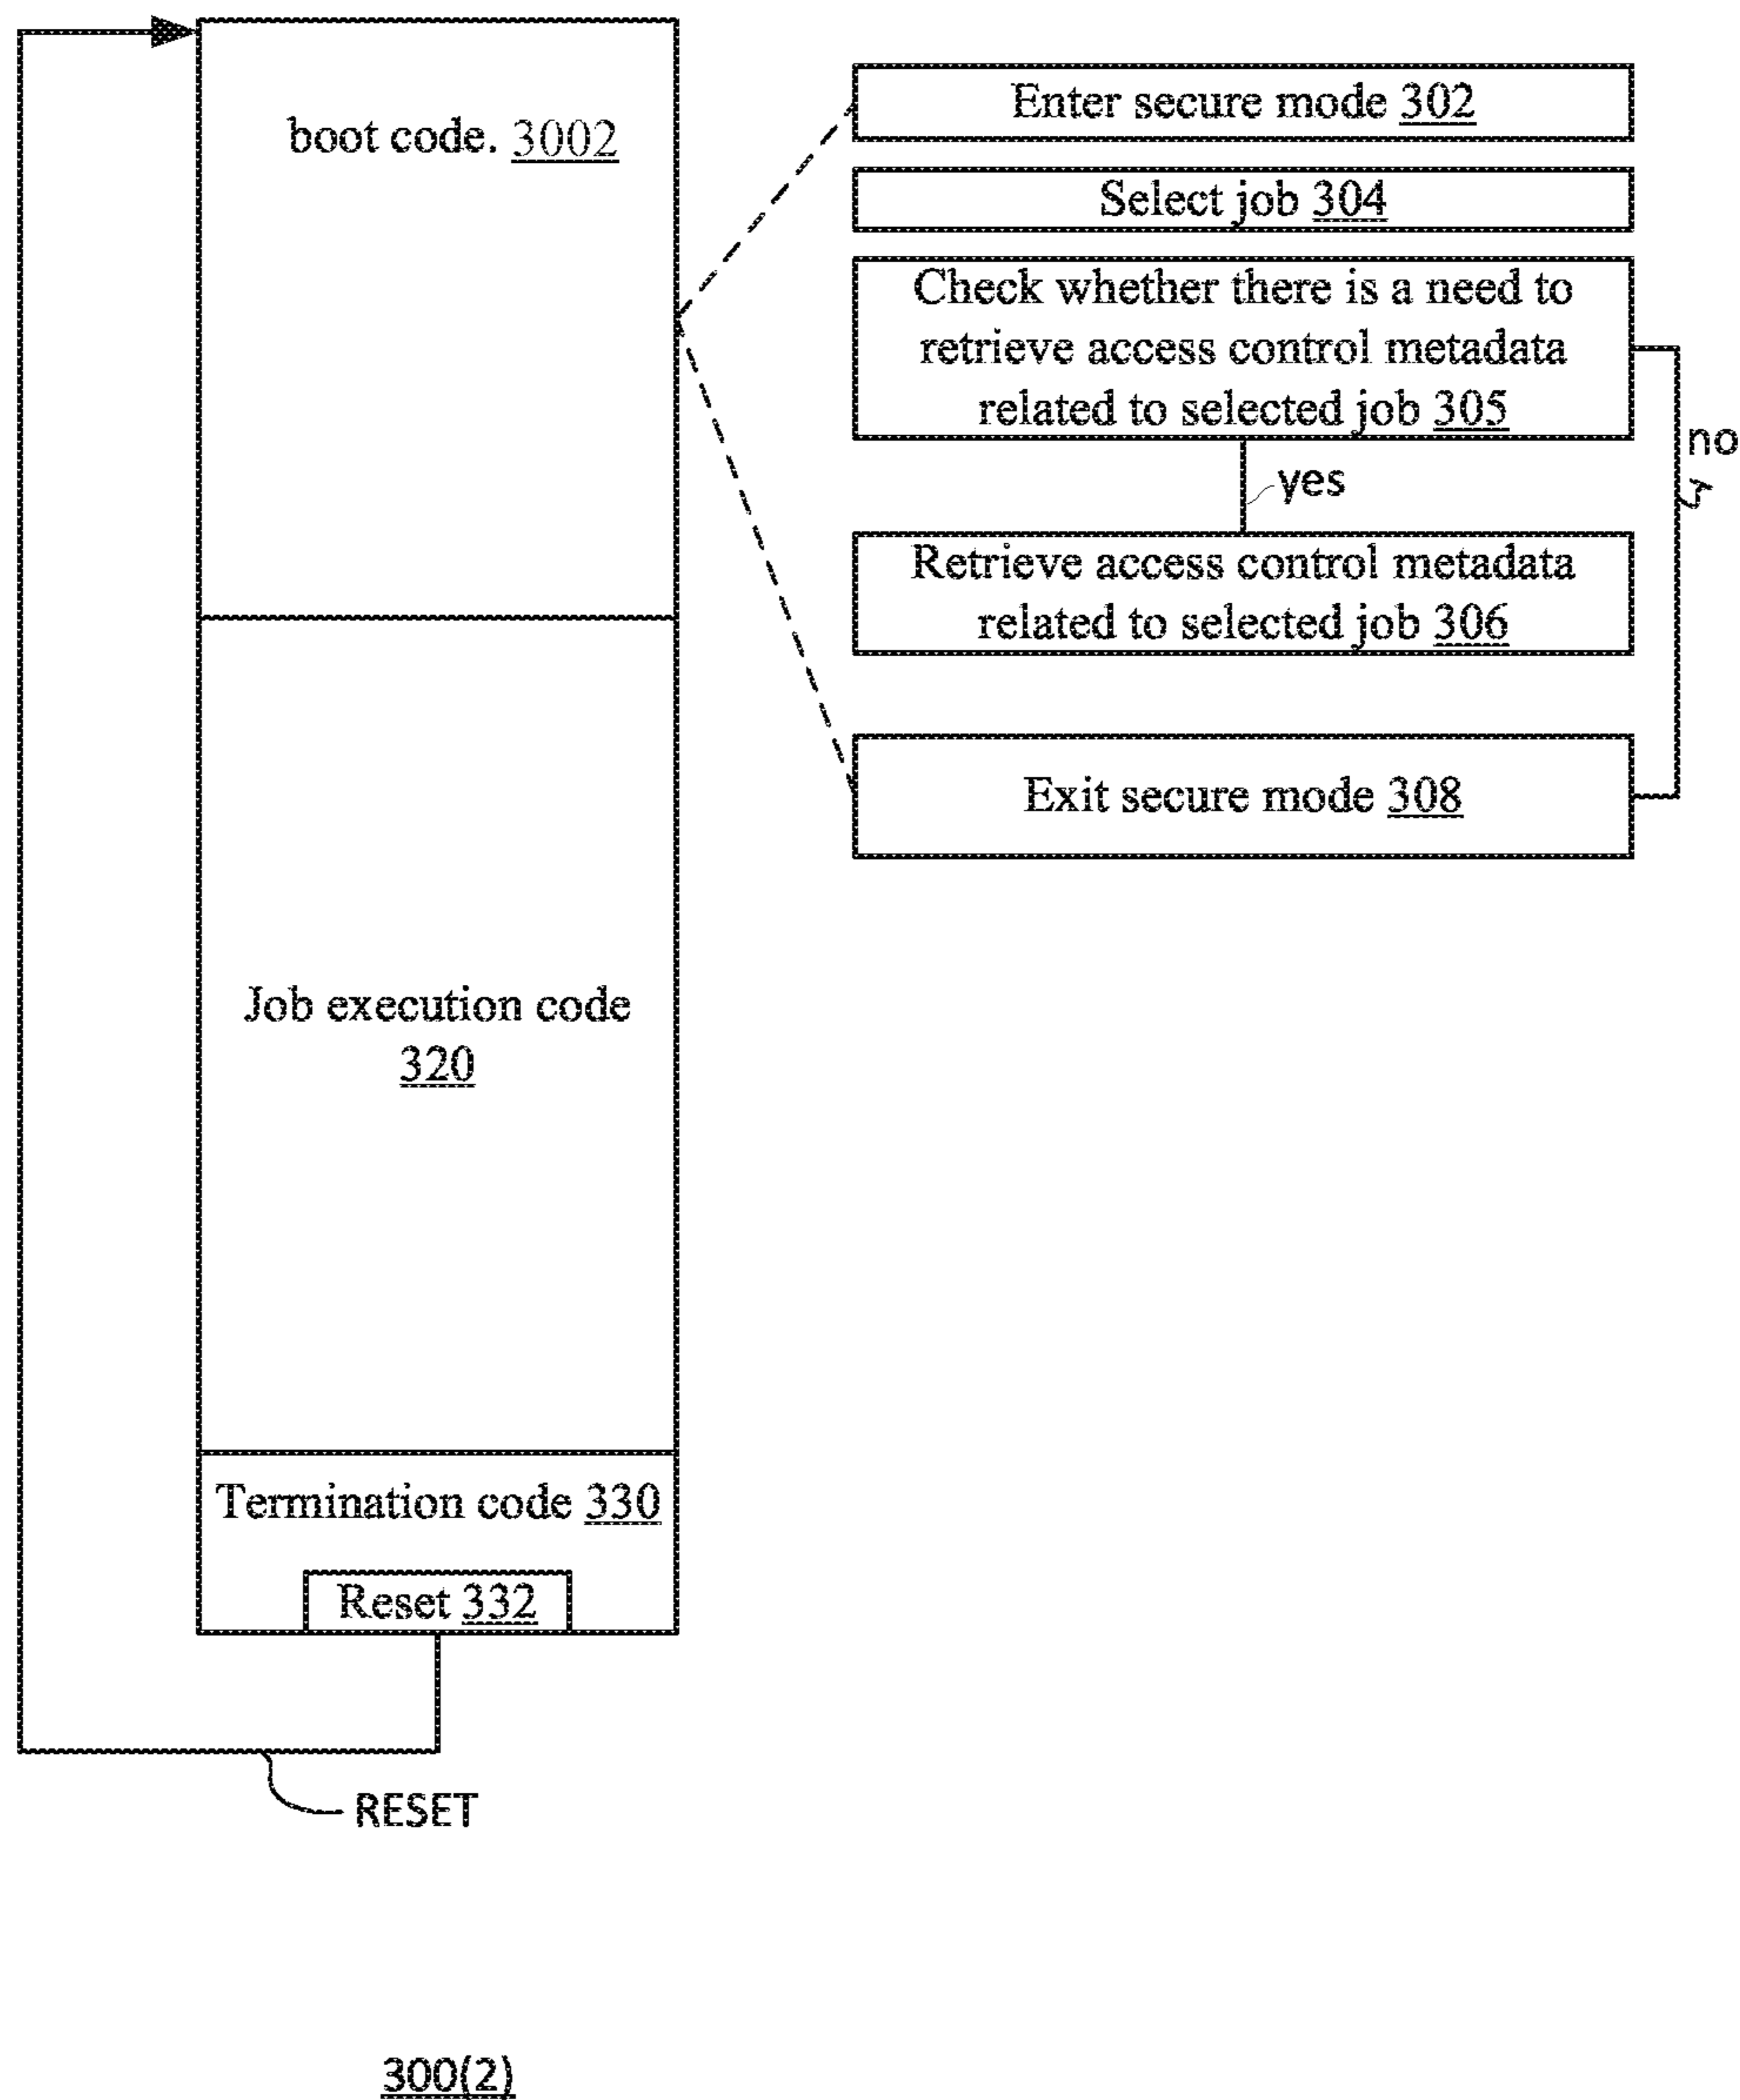 boot code. 3002
Enter secure mode 302
Select job 304
Check whether there is a need to
retrieve access control metadata
related to selected job 305
no
yes
Retrieve access control metadata
related to selected job 306
Exit secure mode 308
Job execution code
320
Termination code 330
Reset 332
RESET
300(2)